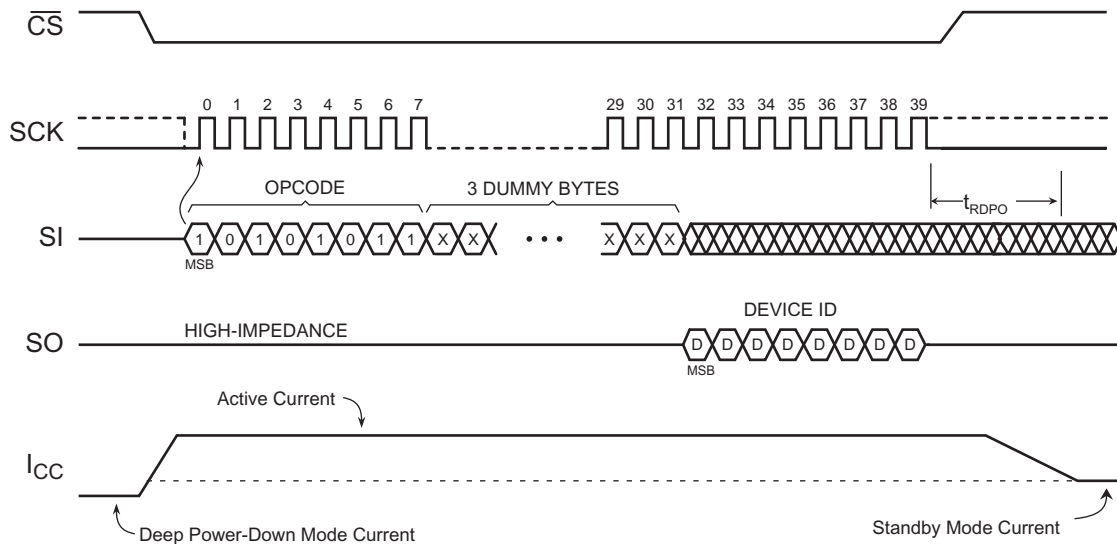 CS
SCK
0 1 2 3 4 5 6 7
29 30 31 32 33 34 35 36 37 38 39
OPCODE
3 DUMMY BYTES
tRDPO
SI
1 0 1 0 1 0 1 1 X X
• • •
X X X
MSB
DEVICE ID
SO
HIGH-IMPEDANCE
D D D D D D D D
MSB
Active Current
ICC
Deep Power-Down Mode Current
Standby Mode Current